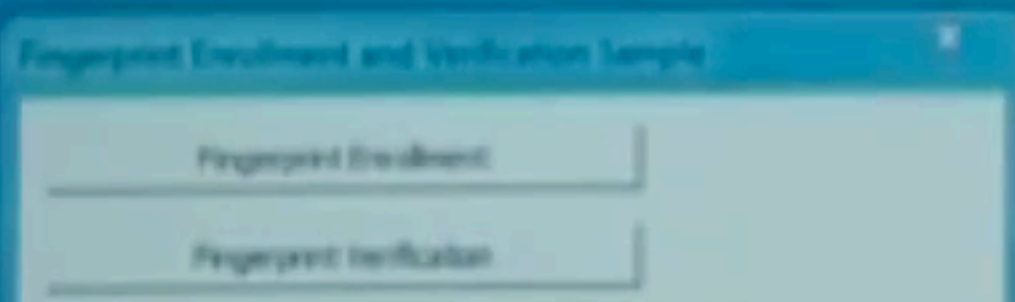 Fingerprint Enrollment and Verification Sample
Fingerprint Enrollment
Fingerprint Verification